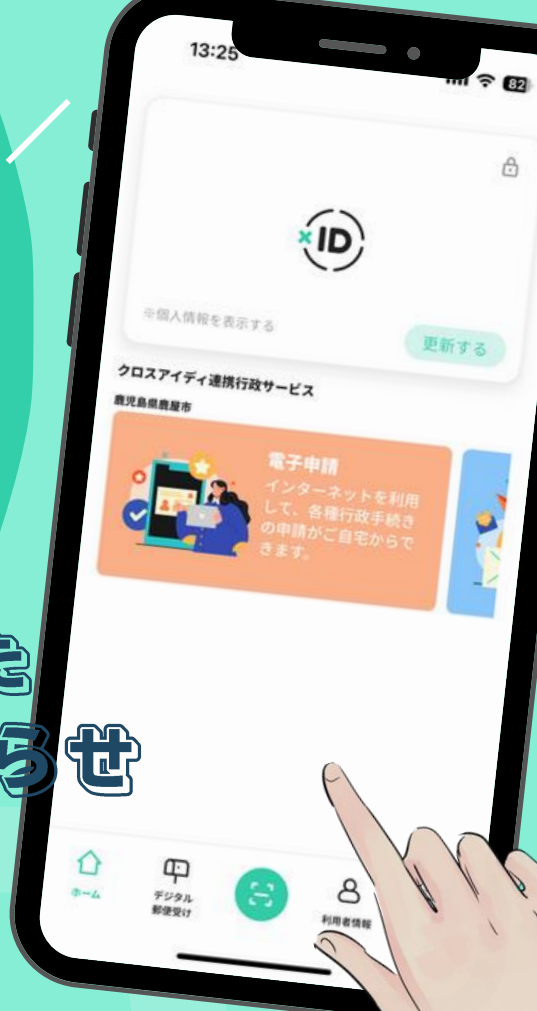 13:25
82
×ID
※個人情報を表示する
更新する
クロスアイディ連携行政サービス
鹿児島県鹿屋市
電子申請
インターネットを利用
して、各種行政手続き
の申請がご自宅からで
きます。
らせ
ホーム
デジタル
郵便受け
利用者情報